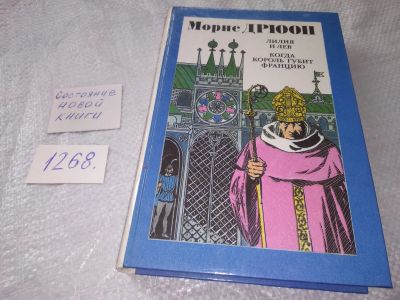 Морис ДРЮОН
ЛИЛИЯ
И ЛЕВ
КОГДА
КОРОЛЬ ГУБИТ
ФРАНЦИЮ
Состояние
новой
книги
1268.